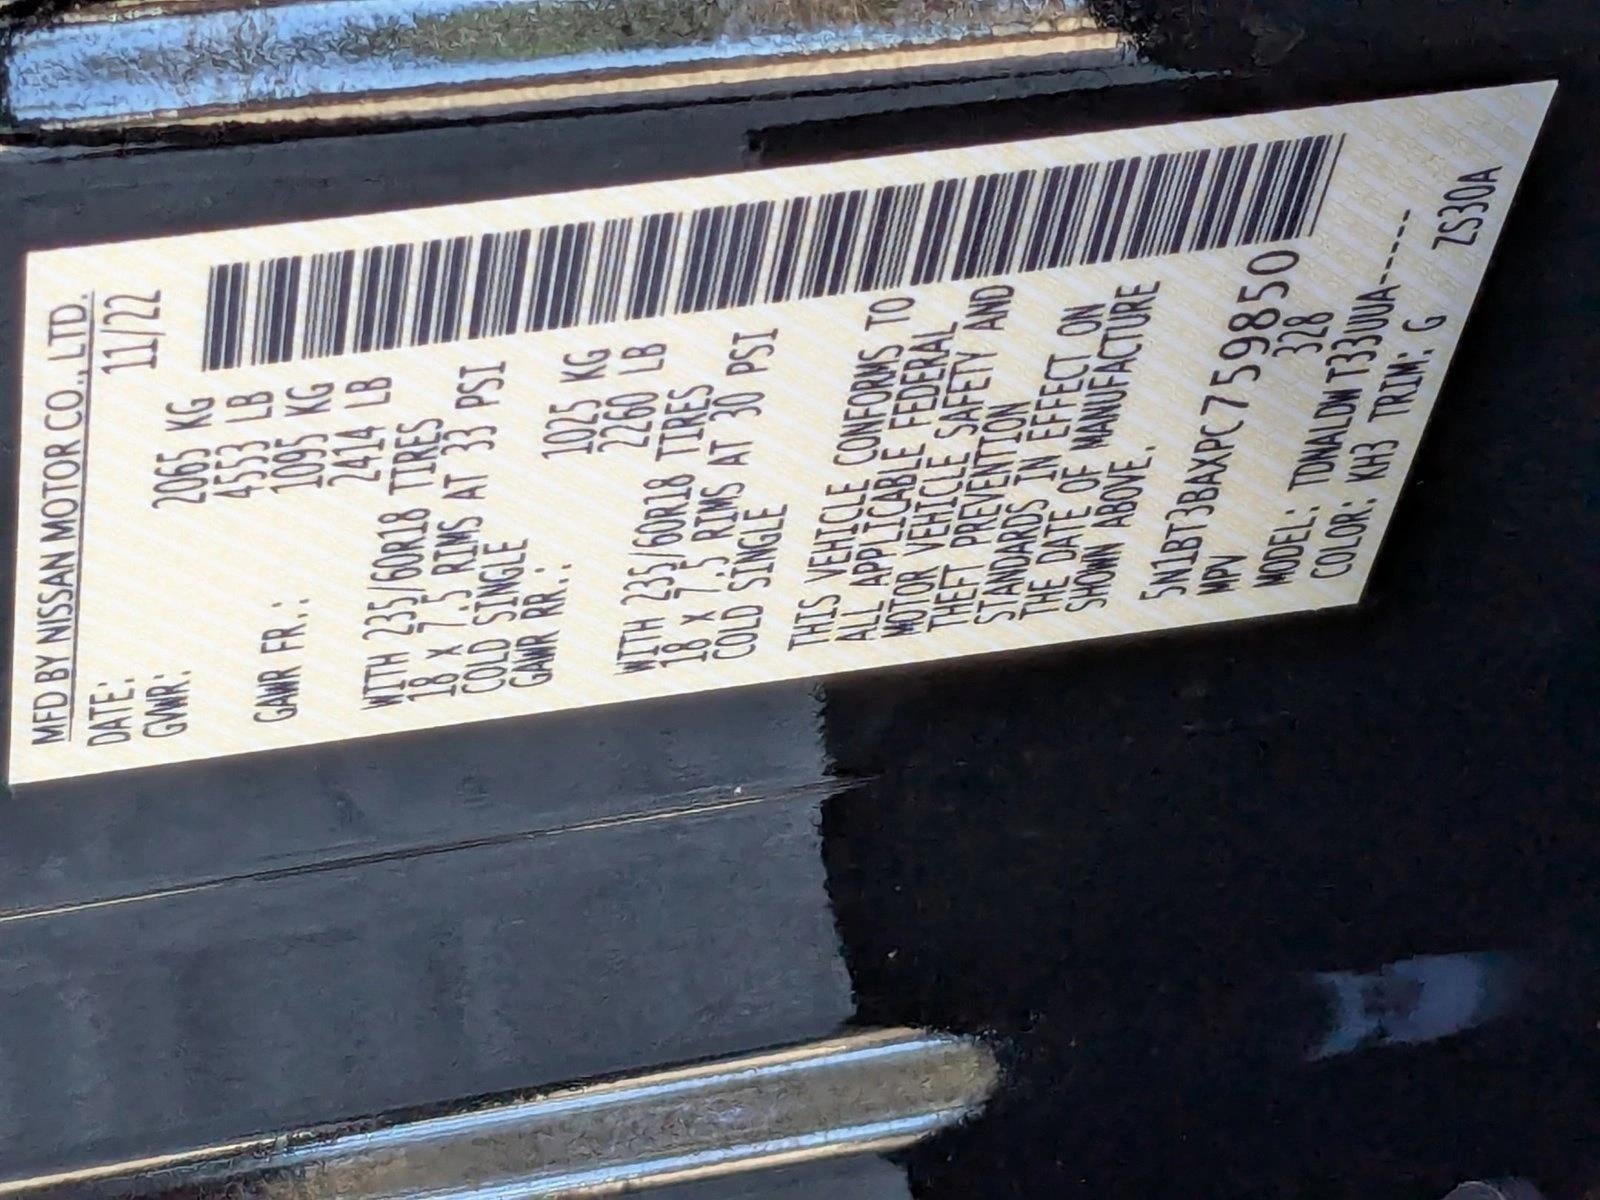 MFD BY NISSAN MOTOR CO., LTD.
DATE: 11/22
GVWR: 2065 KG
4553 LB
GAWR FR.: 1095 KG
2414 LB
WITH 235/60R18 TIRES
18 X 7.5 RIMS AT 33 PSI
COLD SINGLE
GAWR RR.: 1025 KG
2260 LB
WITH 235/60R18 TIRES
18 X 7.5 RIMS AT 30 PSI
COLD SINGLE
THIS VEHICLE CONFORMS TO
ALL APPLICABLE FEDERAL
MOTOR VEHICLE SAFETY AND
THEFT PREVENTION
STANDARDS IN EFFECT ON
THE DATE OF MANUFACTURE
SHOWN ABOVE.
5N1BT3BAXPC759850
MPV 328
MODEL: TDNALDWT33UUA------
COLOR: KH3 TRIM: G ZS30A